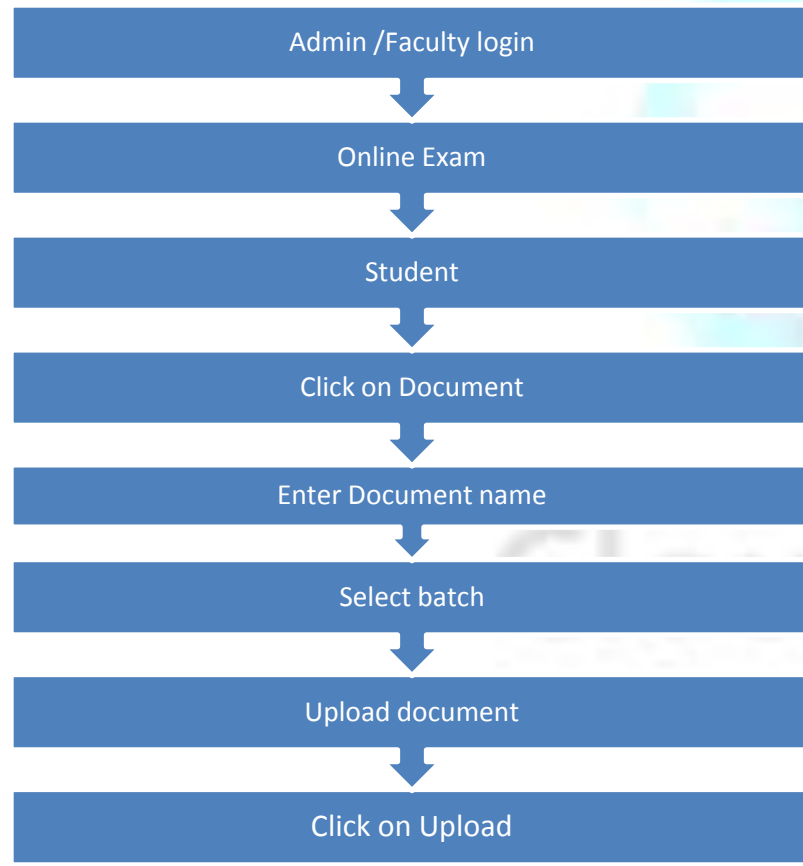 Admin /Faculty login
Online Exam
Student
Click on Document
Enter Document name
Select batch
Upload document
Click on Upload